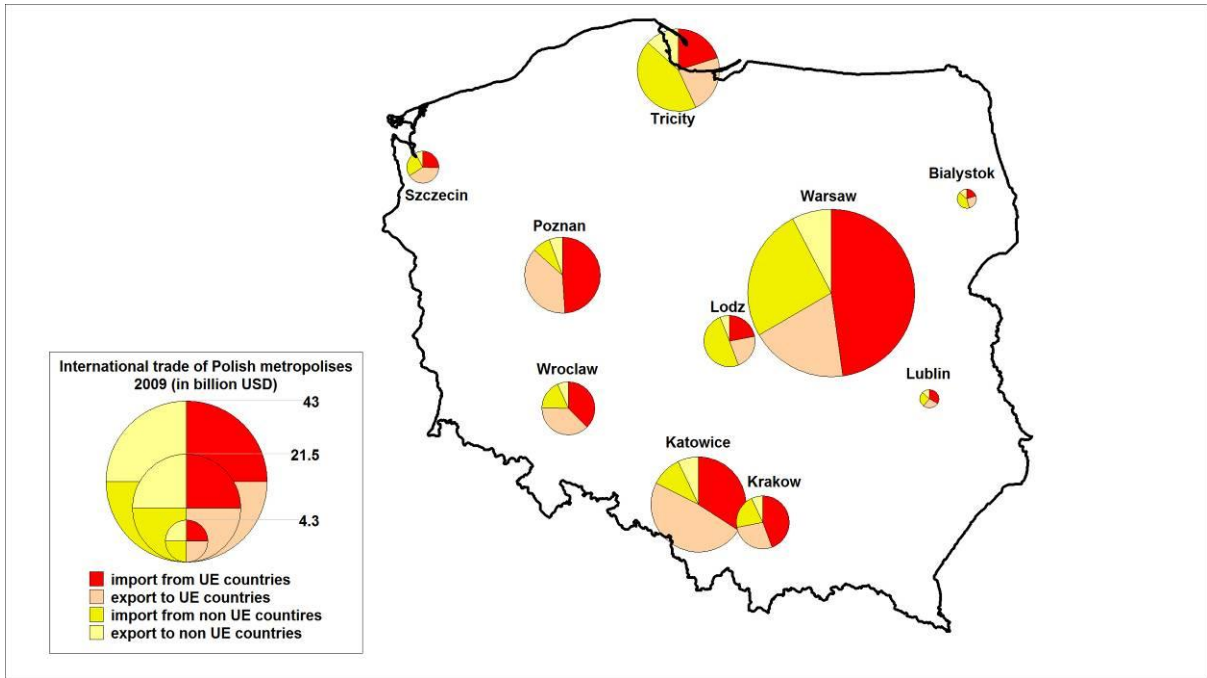 Tricity
Szczecin
Bialystok
Warsaw
Poznan
Lodz
Wroclaw
Lublin
Katowice
Krakow
International trade of Polish metropolises
2009 (in billion USD)
43
21.5
4.3
import from UE countries
export to UE countries
import from non UE countires
export to non UE countries